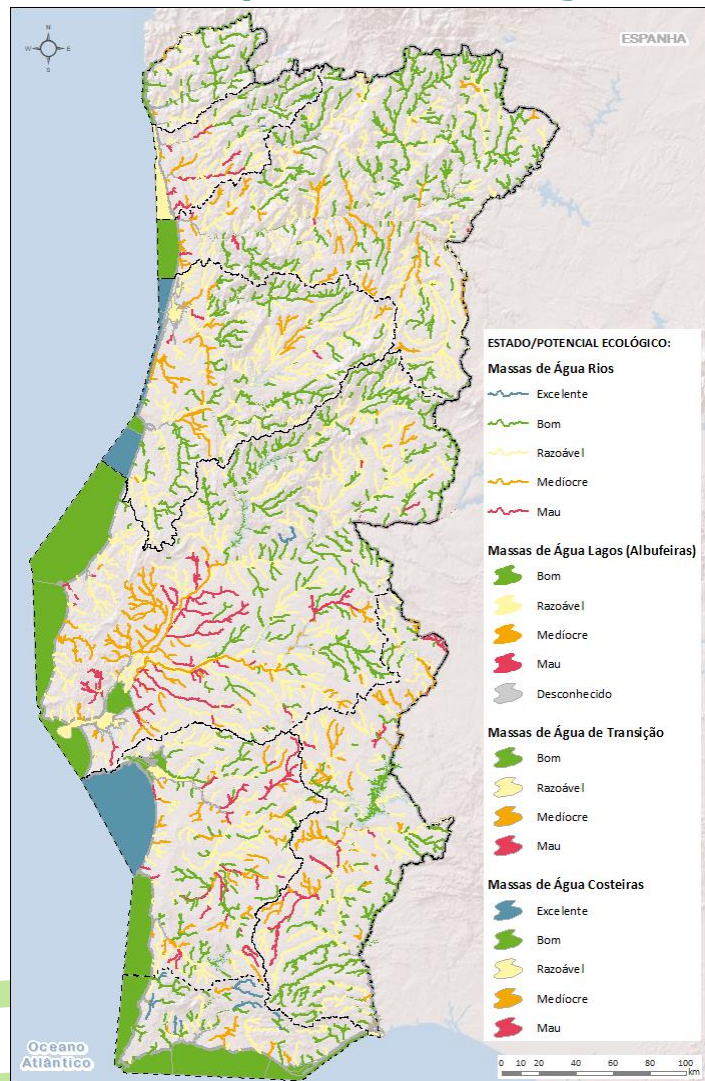 N
W
E
S
ESPANHA
ESTADO/POTENCIAL ECOLÓGICO:
Massas de Água Rios
Excelente
Bom
Razoável
Medíocre
Mau
Massas de Água Lagos (Albufeiras)
Bom
Razoável
Medíocre
Mau
Desconhecido
Massas de Água de Transição
Bom
Razoável
Medíocre
Mau
Massas de Água Costeiras
Excelente
Bom
Razoável
Medíocre
Mau
Oceano
Atlântico
0 10 20 40 60 80 100
km